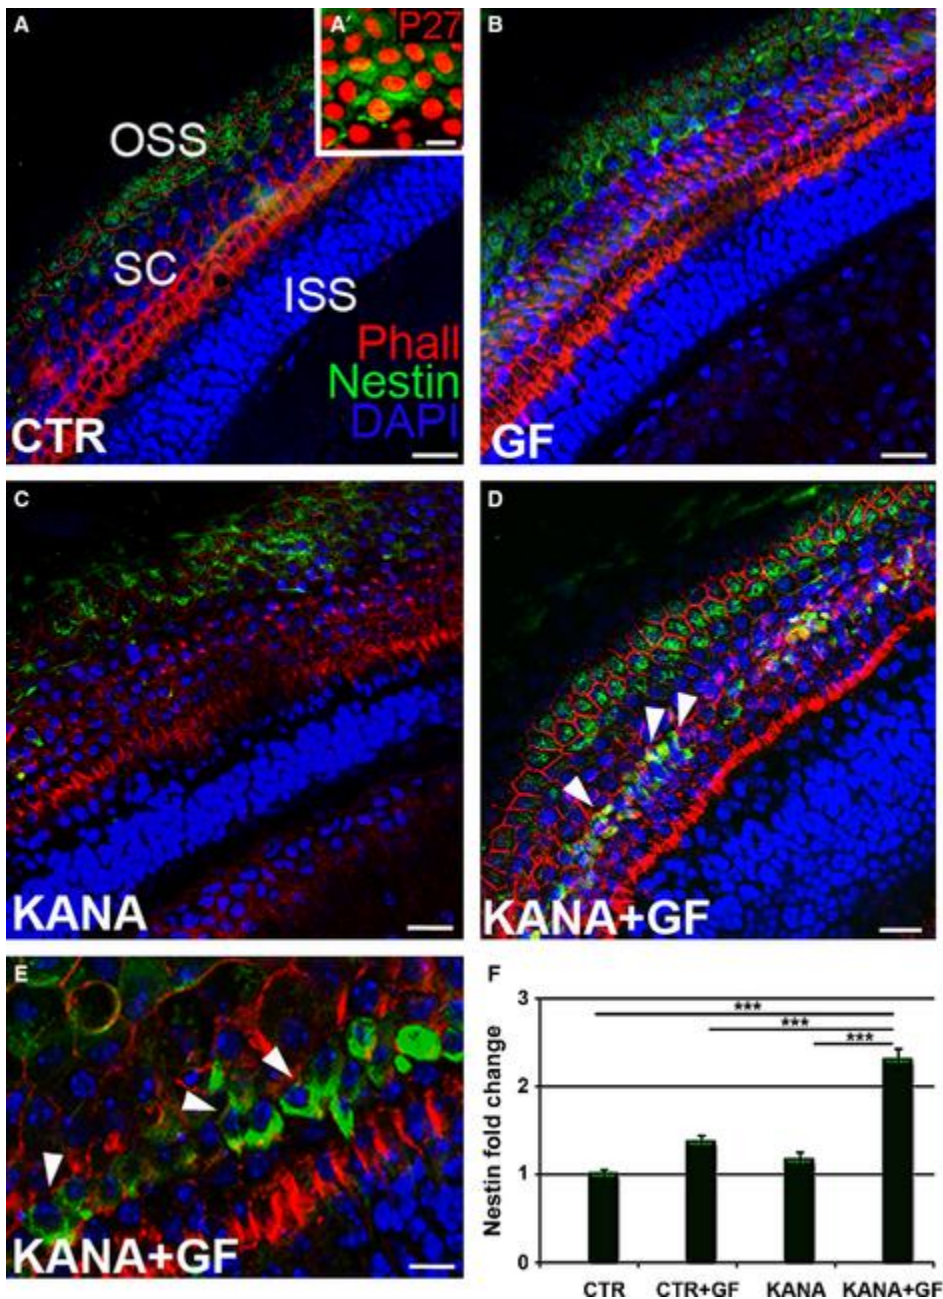 A
A′
P27
OSS
SC
ISS
Phall
Nestin
DAPI
CTR
B
GF
C
KANA
D
KANA+GF
E
KANA+GF
F
Nestin fold change
3
2
1
0
***
***
***
CTR CTR+GF KANA KANA+GF